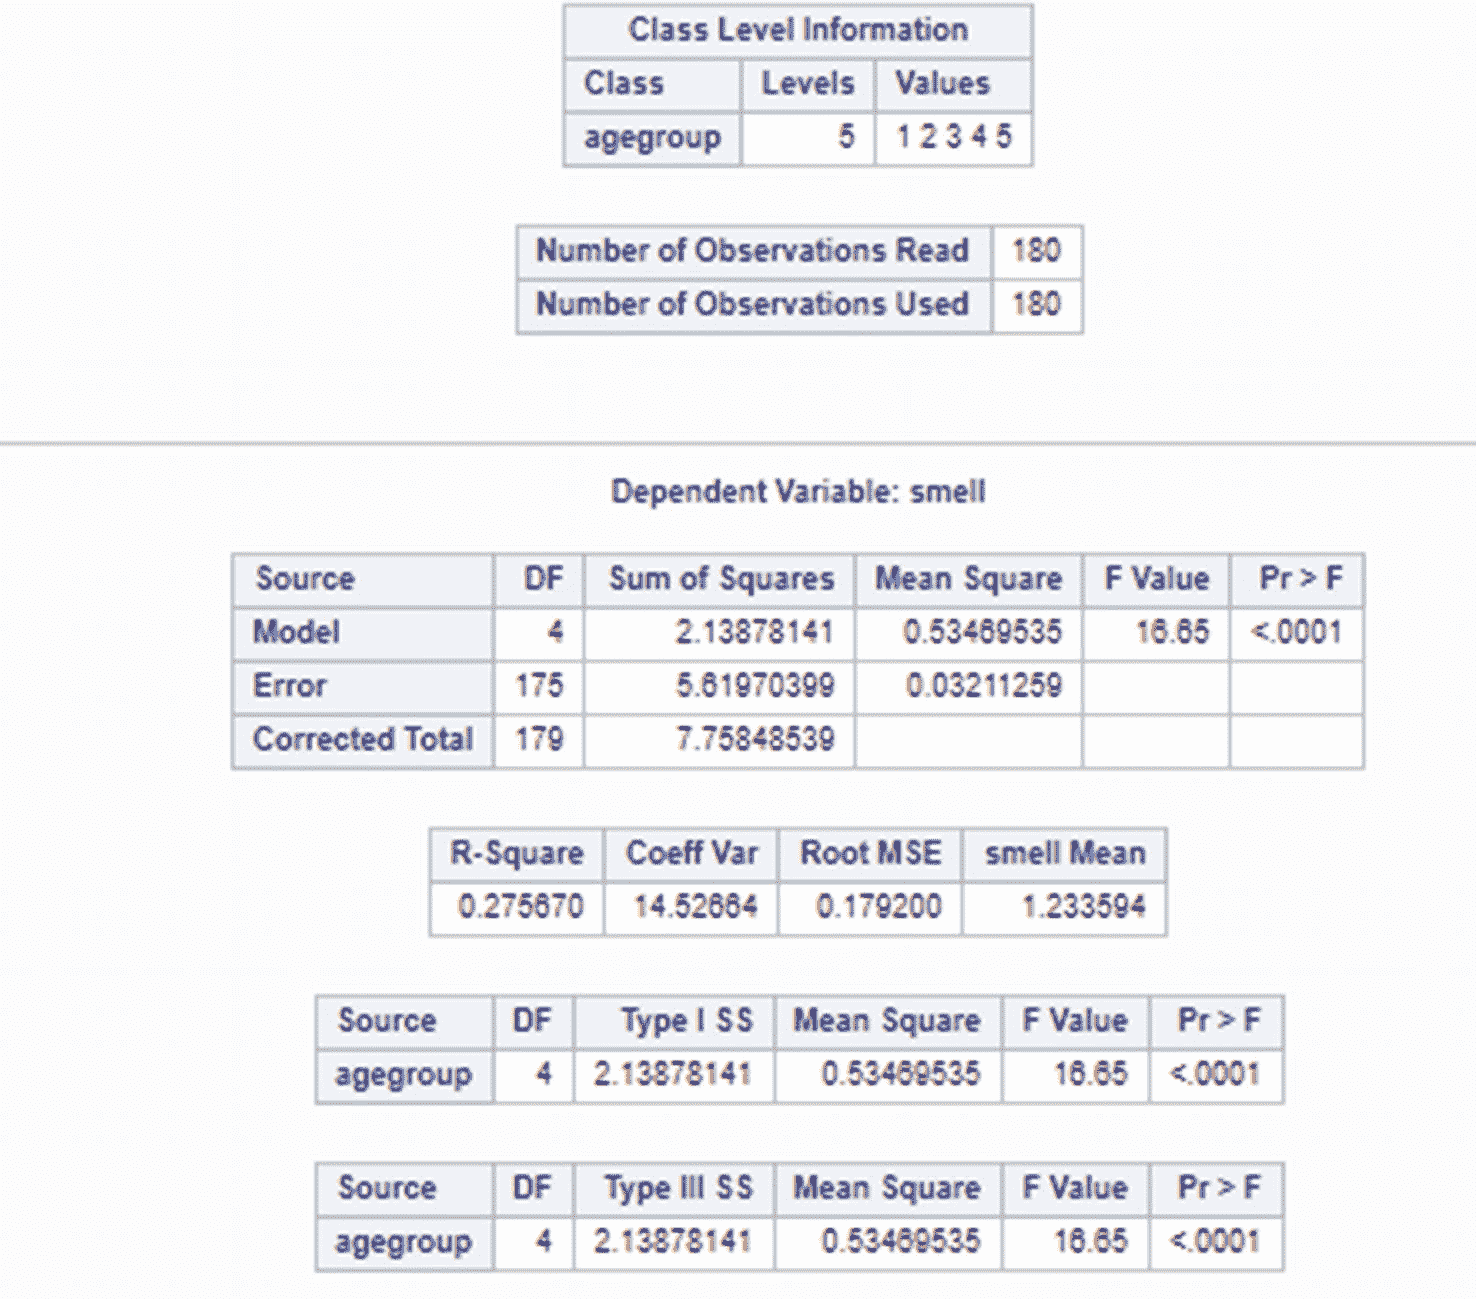 Class Level Information
Class Levels Values
agegroup 5 1 2 3 4 5
Number of Observations Read 180
Number of Observations Used 180
Dependent Variable: smell
Source DF Sum of Squares Mean Square F Value Pr > F
Model 4 2.13878141 0.53469535 16.65 <.0001
Error 175 5.61970399 0.03211259
Corrected Total 179 7.75848539
R-Square Coeff Var Root MSE smell Mean
0.275670 14.52664 0.179200 1.233594
Source DF Type I SS Mean Square F Value Pr > F
agegroup 4 2.13878141 0.53469535 16.65 <.0001
Source DF Type III SS Mean Square F Value Pr > F
agegroup 4 2.13878141 0.53469535 16.65 <.0001